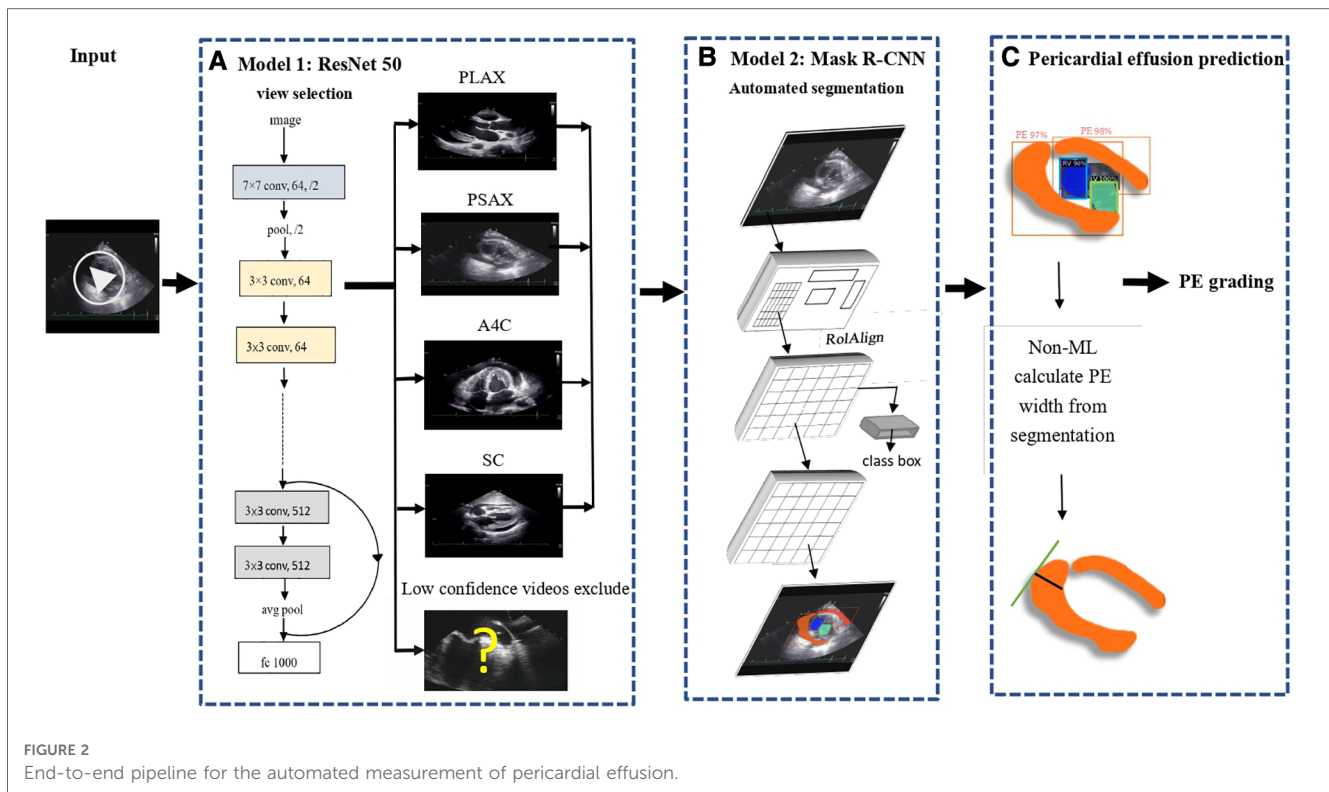 Input
A Model 1: ResNet 50
view selection
image
7×7 conv, 64, /2
pool, /2
3×3 conv, 64
3x3 conv, 64
3x3 conv, 512
3x3 conv, 512
avg pool
fc 1000
PLAX
PSAX
A4C
SC
Low confidence videos exclude
?
B Model 2: Mask R-CNN
Automated segmentation
RoIAlign
class box
C Pericardial effusion prediction
PE 97%
PE 98%
RV 90%
PE grading
Non-ML
calculate PE
width from
segmentation
FIGURE 2
End-to-end pipeline for the automated measurement of pericardial effusion.